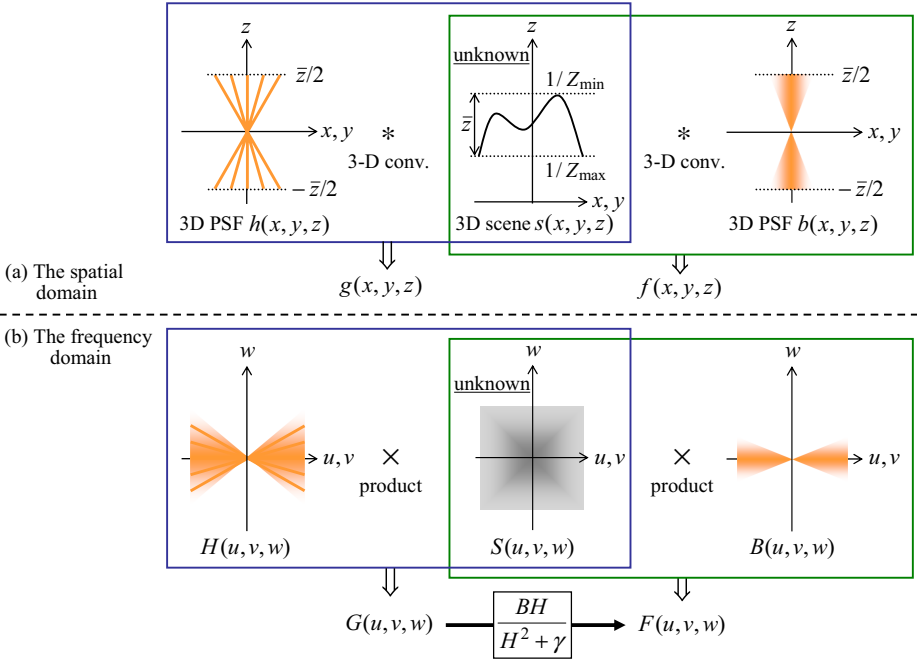 z
z
z
unknown
z̄/2
1/Z_min
z̄/2
z̄
x, y
*
3-D conv.
*
3-D conv.
x, y
1/Z_max
−z̄/2
−z̄/2
x, y
3D PSF h(x, y, z)
3D scene s(x, y, z)
3D PSF b(x, y, z)
g(x, y, z)
f(x, y, z)
(a) The spatial
domain
(b) The frequency
domain
w
w
w
unknown
u, v
×
product
u, v
×
product
u, v
H(u, v, w)
S(u, v, w)
B(u, v, w)
G(u, v, w)
BH
H² + γ
F(u, v, w)